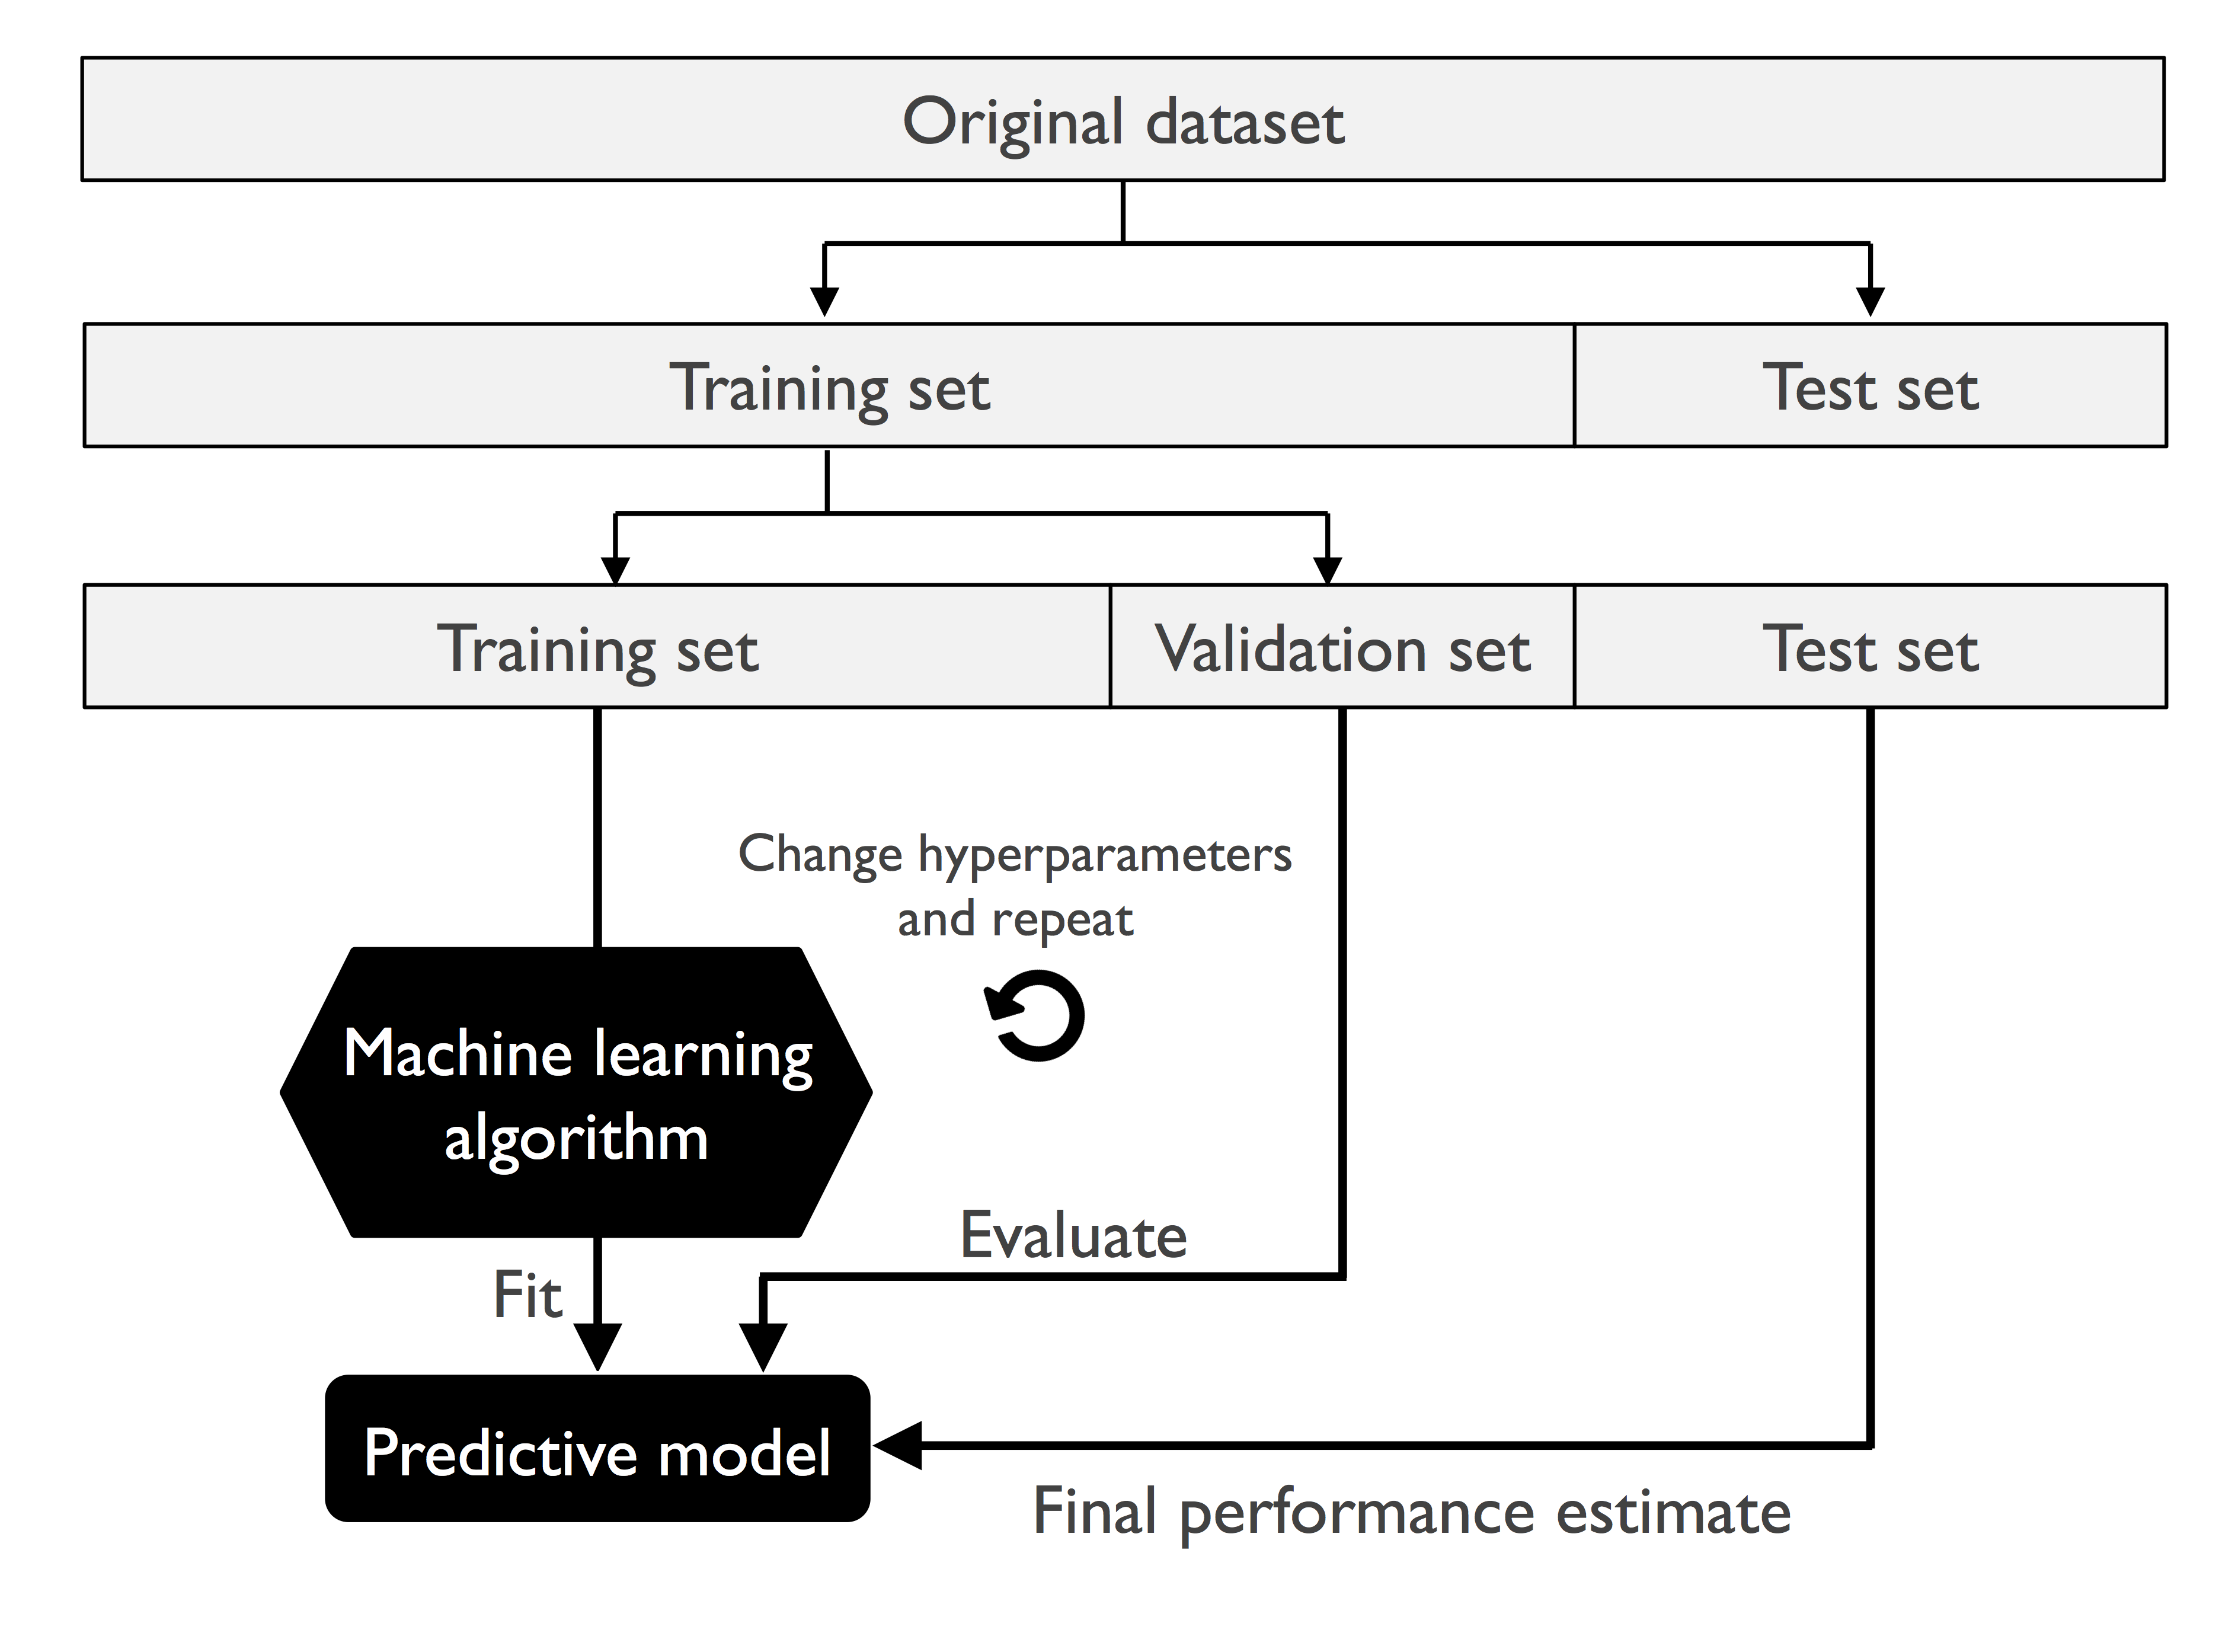 Original dataset
Training set
Test set
Training set
Validation set
Test set
Change hyperparameters
and repeat
Machine learning
algorithm
Evaluate
Fit
Predictive model
Final performance estimate